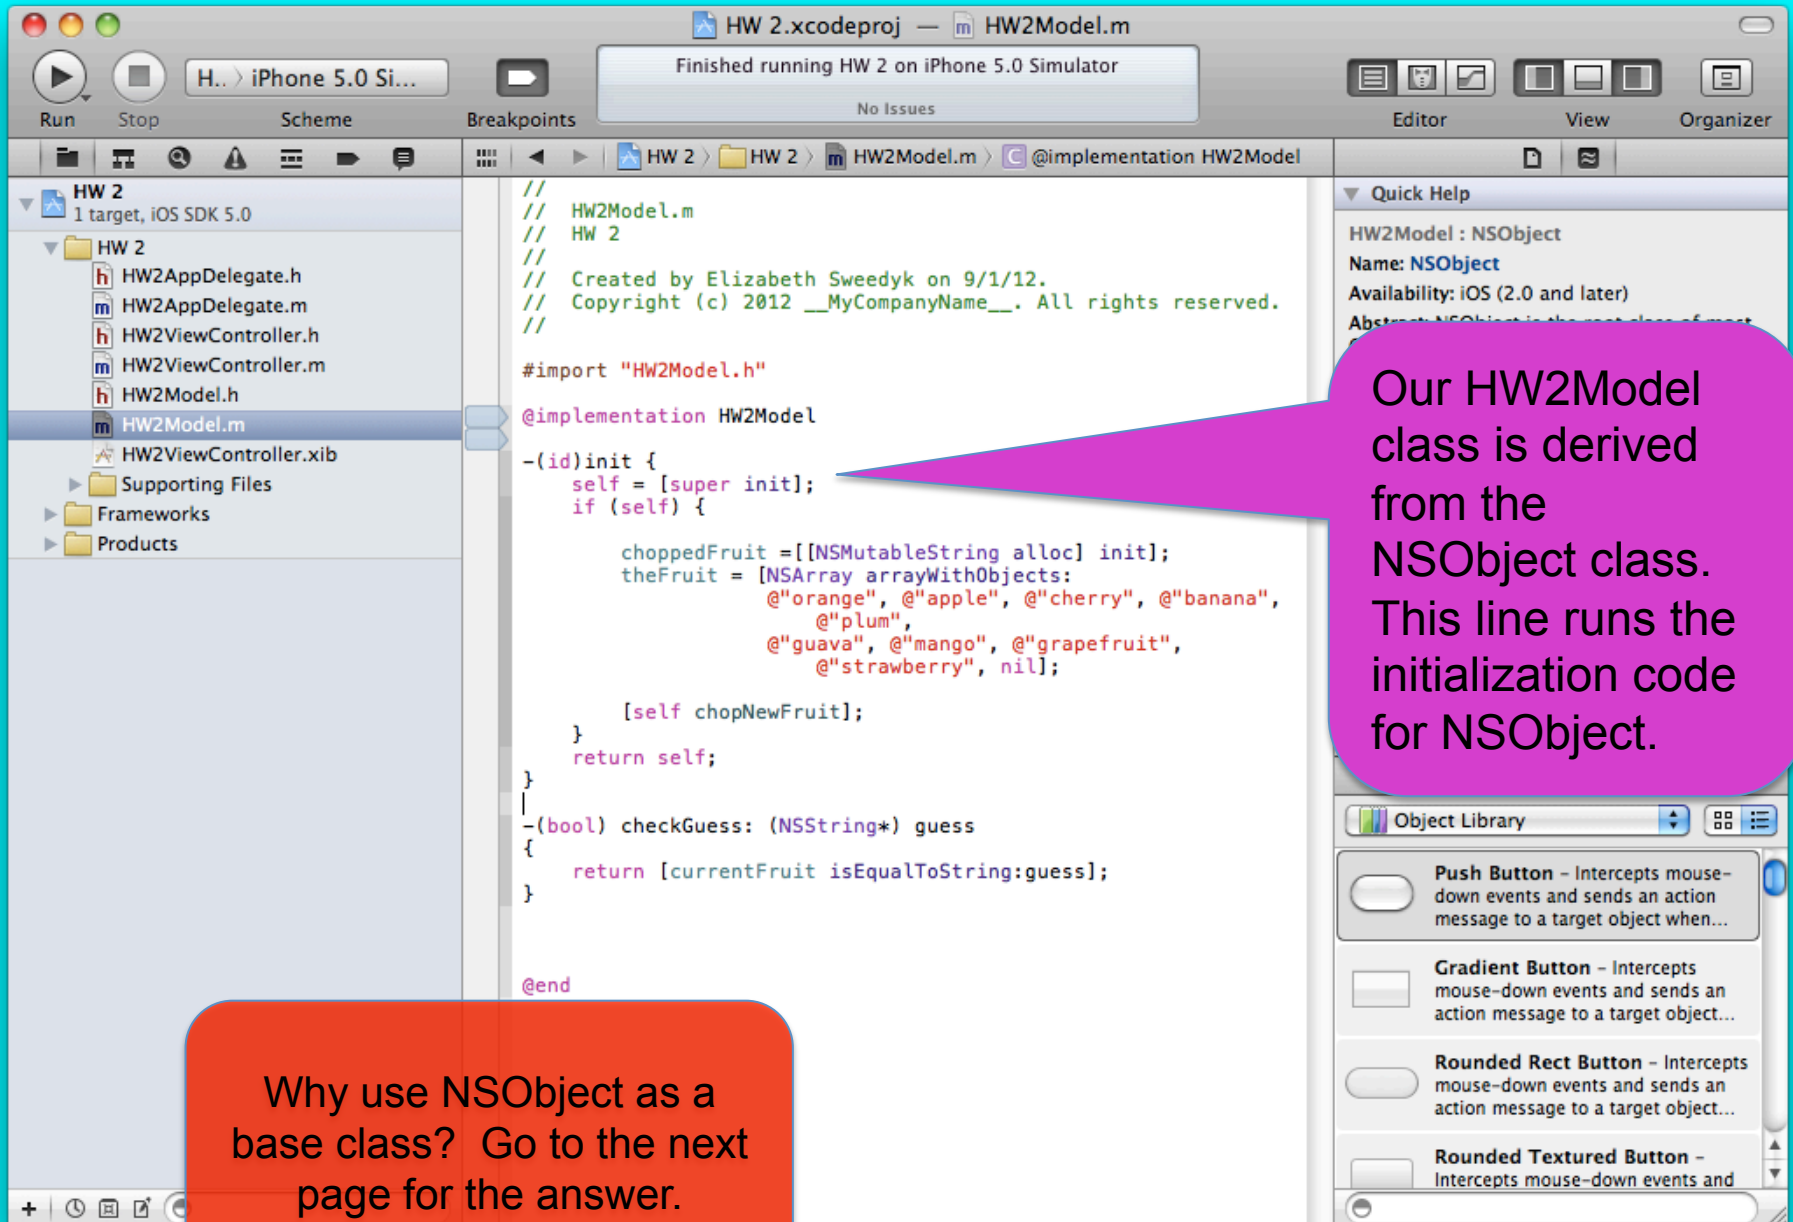 HW 2.xcodeproj — HW2Model.m
H.. › iPhone 5.0 Si...
Finished running HW 2 on iPhone 5.0 Simulator
No Issues
Run Stop Scheme Breakpoints Editor View Organizer
HW 2 › HW 2 › HW2Model.m › C @implementation HW2Model
HW 2
1 target, iOS SDK 5.0
HW 2
h HW2AppDelegate.h
m HW2AppDelegate.m
h HW2ViewController.h
m HW2ViewController.m
h HW2Model.h
m HW2Model.m
HW2ViewController.xib
Supporting Files
Frameworks
Products
//
//  HW2Model.m
//  HW 2
//
//  Created by Elizabeth Sweedyk on 9/1/12.
//  Copyright (c) 2012 __MyCompanyName__. All rights reserved.
//
#import "HW2Model.h"
@implementation HW2Model
-(id)init {
self = [super init];
if (self) {
choppedFruit =[[NSMutableString alloc] init];
theFruit = [NSArray arrayWithObjects:
@"orange", @"apple", @"cherry", @"banana",
@"plum",
@"guava", @"mango", @"grapefruit",
@"strawberry", nil];
[self chopNewFruit];
}
return self;
}
-(bool) checkGuess: (NSString*) guess
{
return [currentFruit isEqualToString:guess];
}
@end
Quick Help
HW2Model : NSObject
Name: NSObject
Availability: iOS (2.0 and later)
Abstract: NSObject is the root class of most
Our HW2Model
class is derived
from the
NSObject class.
This line runs the
initialization code
for NSObject.
Object Library
Push Button – Intercepts mouse-
down events and sends an action
message to a target object when...
Gradient Button – Intercepts
mouse-down events and sends an
action message to a target object...
Rounded Rect Button – Intercepts
mouse-down events and sends an
action message to a target object...
Rounded Textured Button –
Intercepts mouse-down events and
Why use NSObject as a
base class?  Go to the next
page for the answer.